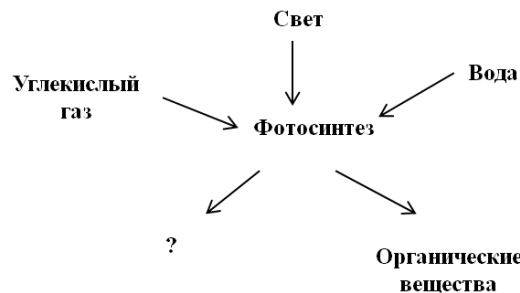 Свет
Углекислый
газ
Вода
Фотосинтез
?
Органические
вещества